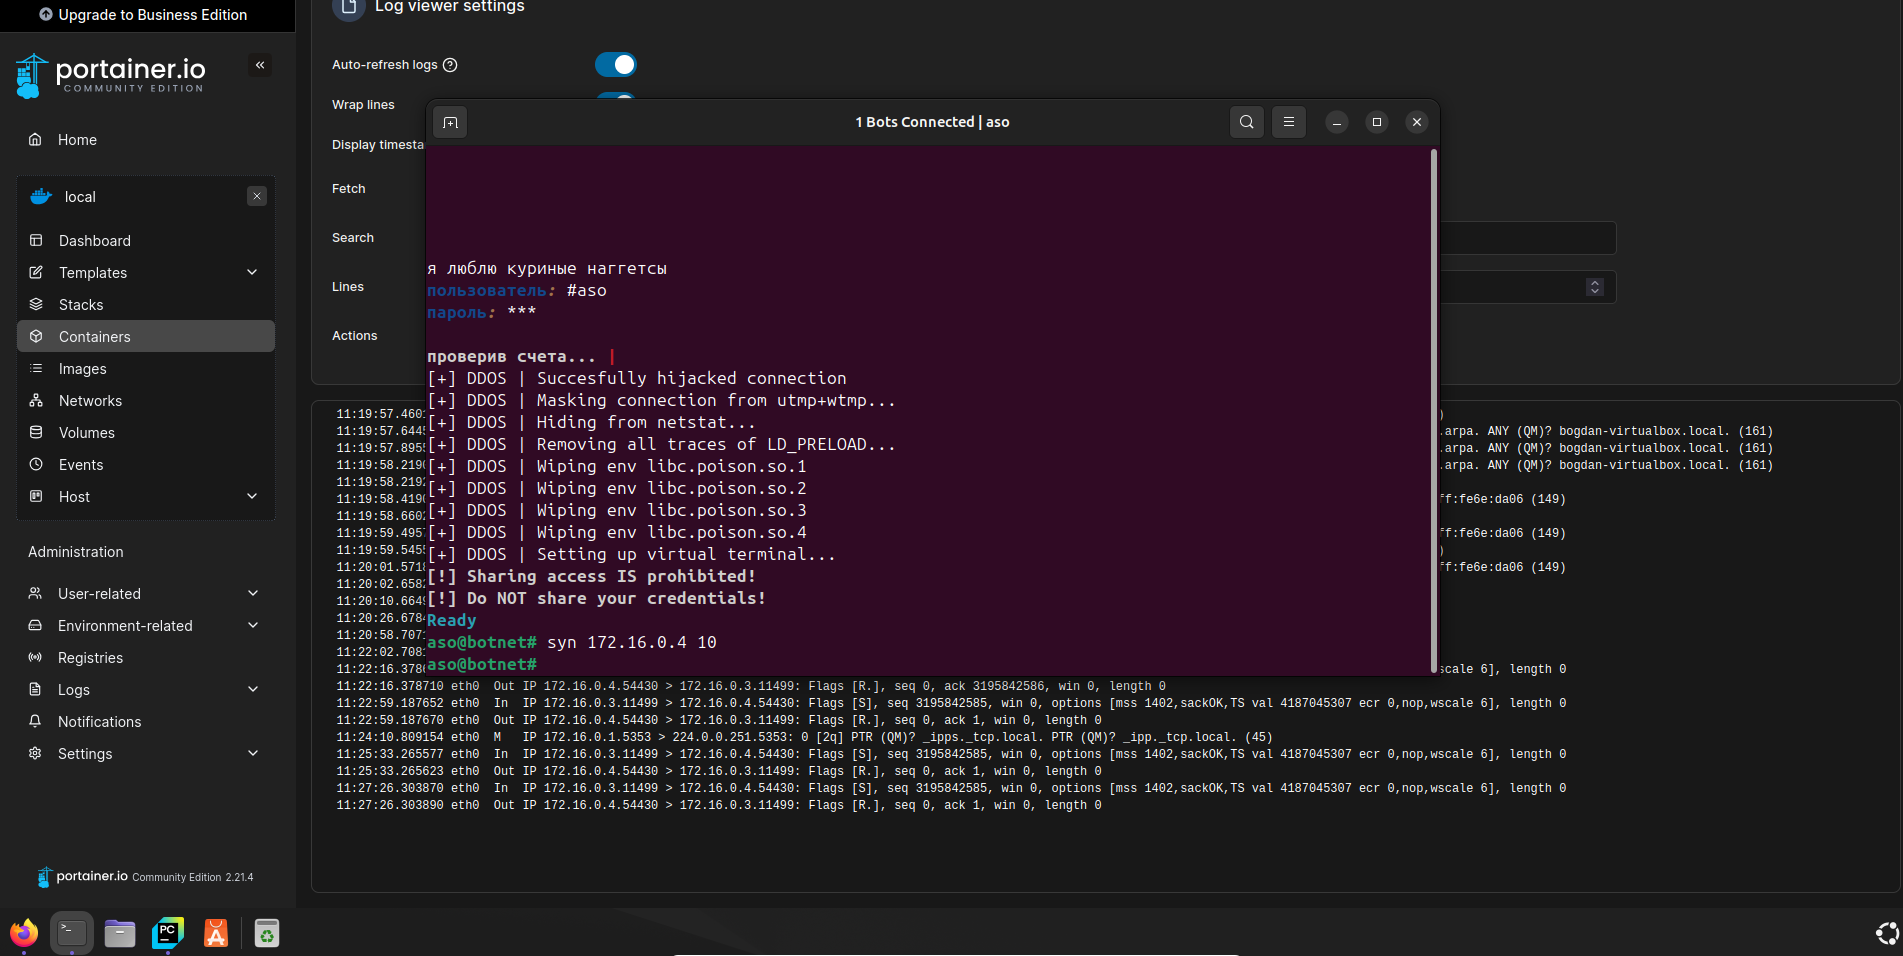 Upgrade to Business Edition
portainer.io
COMMUNITY EDITION
Home
local
Dashboard
Templates
Stacks
Containers
Images
Networks
Volumes
Events
Host
Administration
User-related
Environment-related
Registries
Logs
Notifications
Settings
portainer.io Community Edition 2.21.4
Log viewer settings
Auto-refresh logs
Wrap lines
Display timesta
Fetch
Search
Lines
Actions
1 Bots Connected | aso
я люблю куриные наггетсы
пользователь: #aso
пароль: ***
проверив счета... |
[+] DDOS | Succesfully hijacked connection
[+] DDOS | Masking connection from utmp+wtmp...
[+] DDOS | Hiding from netstat...
[+] DDOS | Removing all traces of LD_PRELOAD...
[+] DDOS | Wiping env libc.poison.so.1
[+] DDOS | Wiping env libc.poison.so.2
[+] DDOS | Wiping env libc.poison.so.3
[+] DDOS | Wiping env libc.poison.so.4
[+] DDOS | Setting up virtual terminal...
[!] Sharing access IS prohibited!
[!] Do NOT share your credentials!
Ready
aso@botnet# syn 172.16.0.4 10
aso@botnet#
11:19:57.460 )
11:19:57.644 .arpa. ANY (QM)? bogdan-virtualbox.local. (161)
11:19:57.895 .arpa. ANY (QM)? bogdan-virtualbox.local. (161)
11:19:58.219 .arpa. ANY (QM)? bogdan-virtualbox.local. (161)
11:19:58.219
11:19:58.419 ff:fe6e:da06 (149)
11:19:58.660
11:19:59.495 ff:fe6e:da06 (149)
11:19:59.545 )
11:20:01.571 ff:fe6e:da06 (149)
11:20:02.658
11:20:10.664
11:20:26.678
11:20:58.707
11:22:02.708
11:22:16.378 scale 6], length 0
11:22:16.378710 eth0 Out IP 172.16.0.4.54430 > 172.16.0.3.11499: Flags [R.], seq 0, ack 3195842586, win 0, length 0
11:22:59.187652 eth0 In IP 172.16.0.3.11499 > 172.16.0.4.54430: Flags [S], seq 3195842585, win 0, options [mss 1402,sackOK,TS val 4187045307 ecr 0,nop,wscale 6], length 0
11:22:59.187670 eth0 Out IP 172.16.0.4.54430 > 172.16.0.3.11499: Flags [R.], seq 0, ack 1, win 0, length 0
11:24:10.809154 eth0 M IP 172.16.0.1.5353 > 224.0.0.251.5353: 0 [2q] PTR (QM)? _ipps._tcp.local. PTR (QM)? _ipp._tcp.local. (45)
11:25:33.265577 eth0 In IP 172.16.0.3.11499 > 172.16.0.4.54430: Flags [S], seq 3195842585, win 0, options [mss 1402,sackOK,TS val 4187045307 ecr 0,nop,wscale 6], length 0
11:25:33.265623 eth0 Out IP 172.16.0.4.54430 > 172.16.0.3.11499: Flags [R.], seq 0, ack 1, win 0, length 0
11:27:26.303870 eth0 In IP 172.16.0.3.11499 > 172.16.0.4.54430: Flags [S], seq 3195842585, win 0, options [mss 1402,sackOK,TS val 4187045307 ecr 0,nop,wscale 6], length 0
11:27:26.303890 eth0 Out IP 172.16.0.4.54430 > 172.16.0.3.11499: Flags [R.], seq 0, ack 1, win 0, length 0
PC